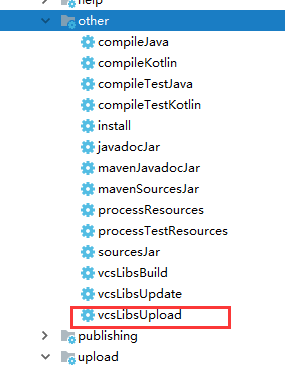 help
other
compileJava
compileKotlin
compileTestJava
compileTestKotlin
install
javadocJar
mavenJavadocJar
mavenSourcesJar
processResources
processTestResources
sourcesJar
vcsLibsBuild
vcsLibsUpdate
vcsLibsUpload
publishing
upload